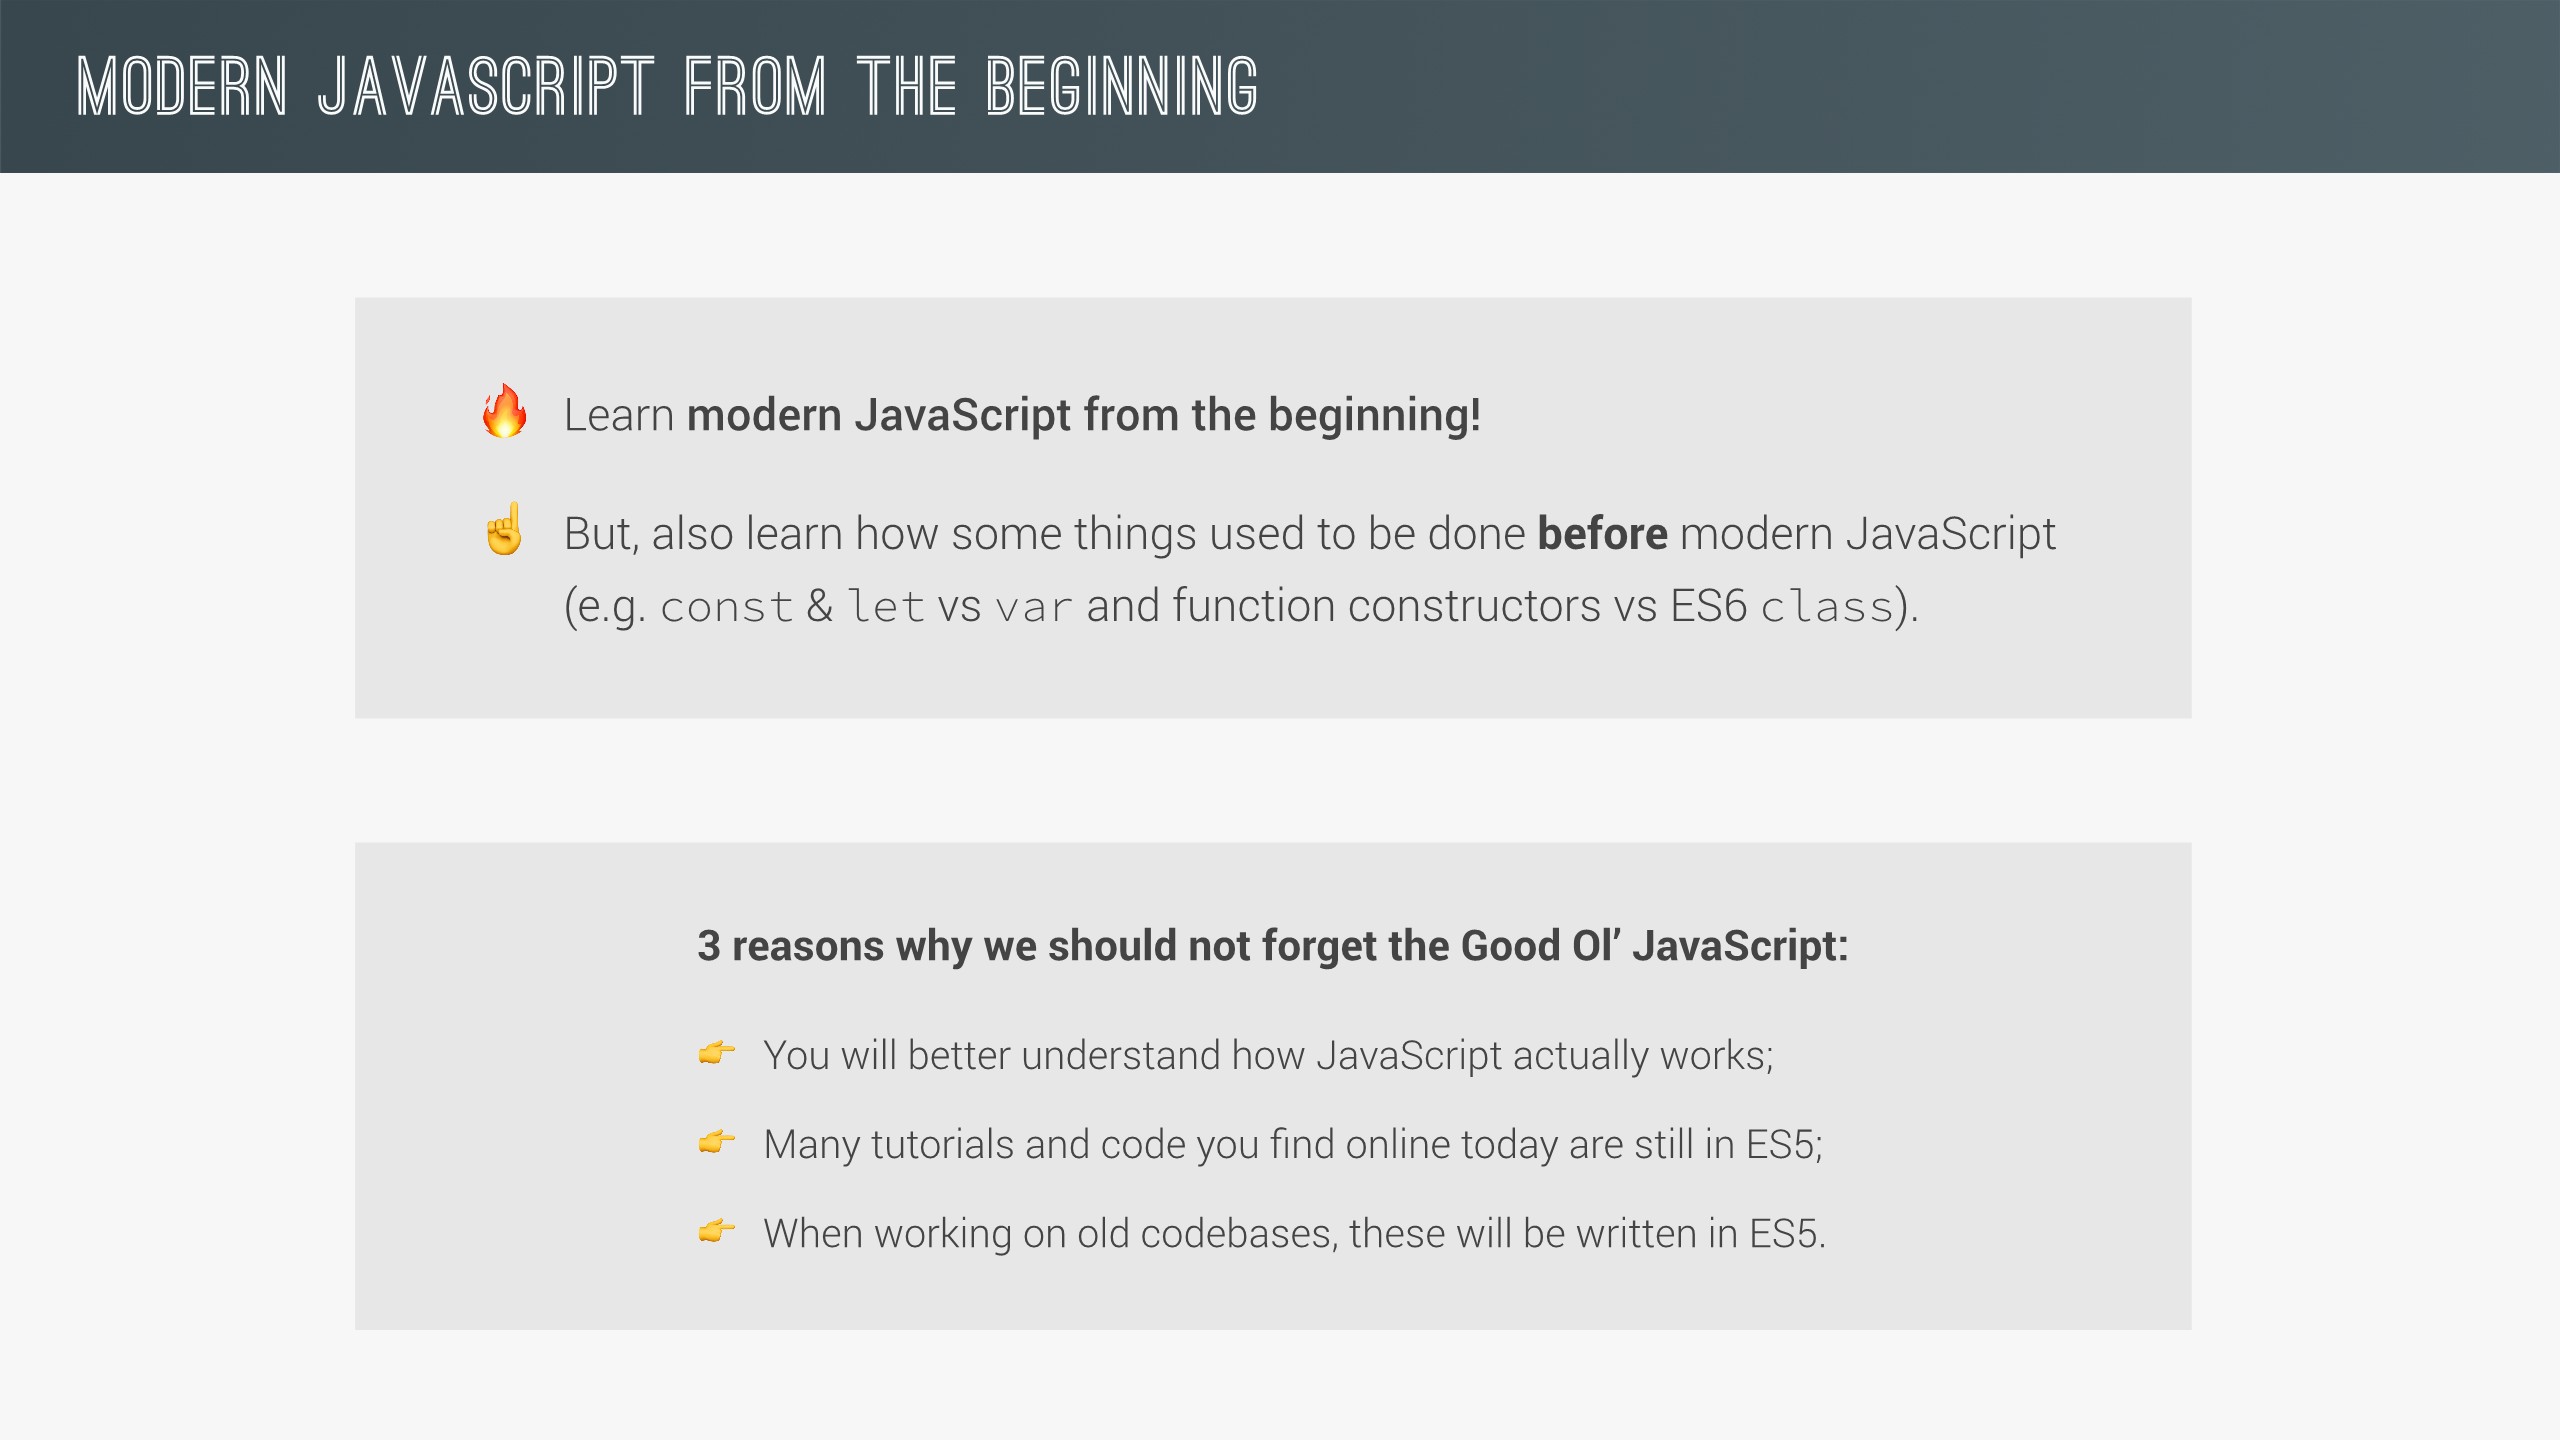 MODERN JAVASCRIPT FROM THE BEGINNING
🔥 Learn modern JavaScript from the beginning!
☝️ But, also learn how some things used to be done before modern JavaScript
(e.g. const & let vs var and function constructors vs ES6 class).
3 reasons why we should not forget the Good Ol’ JavaScript:
👉 You will better understand how JavaScript actually works;
👉 Many tutorials and code you find online today are still in ES5;
👉 When working on old codebases, these will be written in ES5.